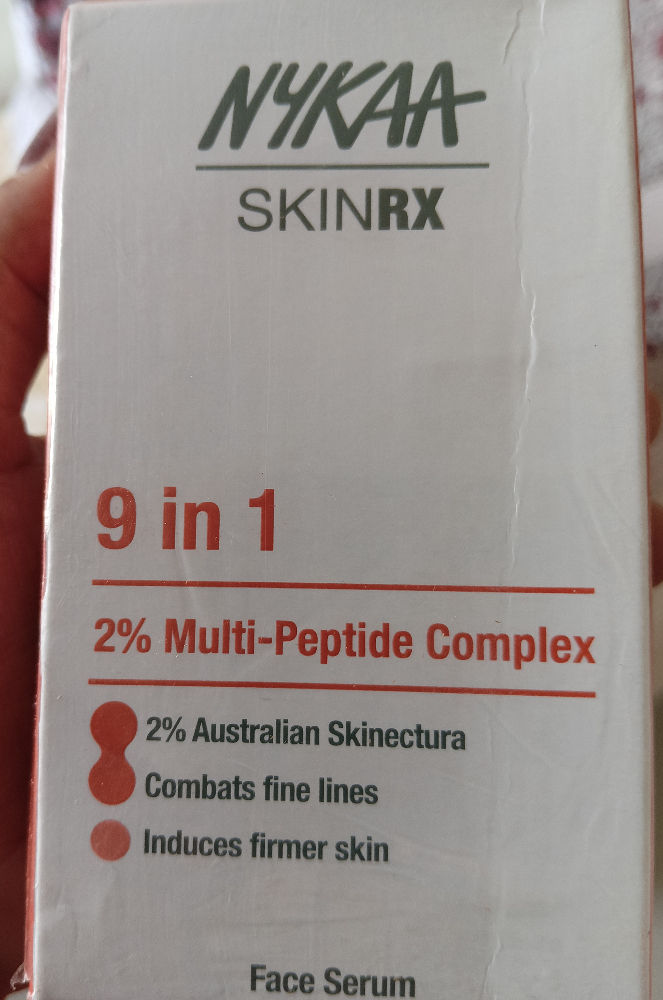 NYKAA
SKINRX
9 in 1
2% Multi-Peptide Complex
2% Australian Skinectura
Combats fine lines
Induces firmer skin
Face Serum